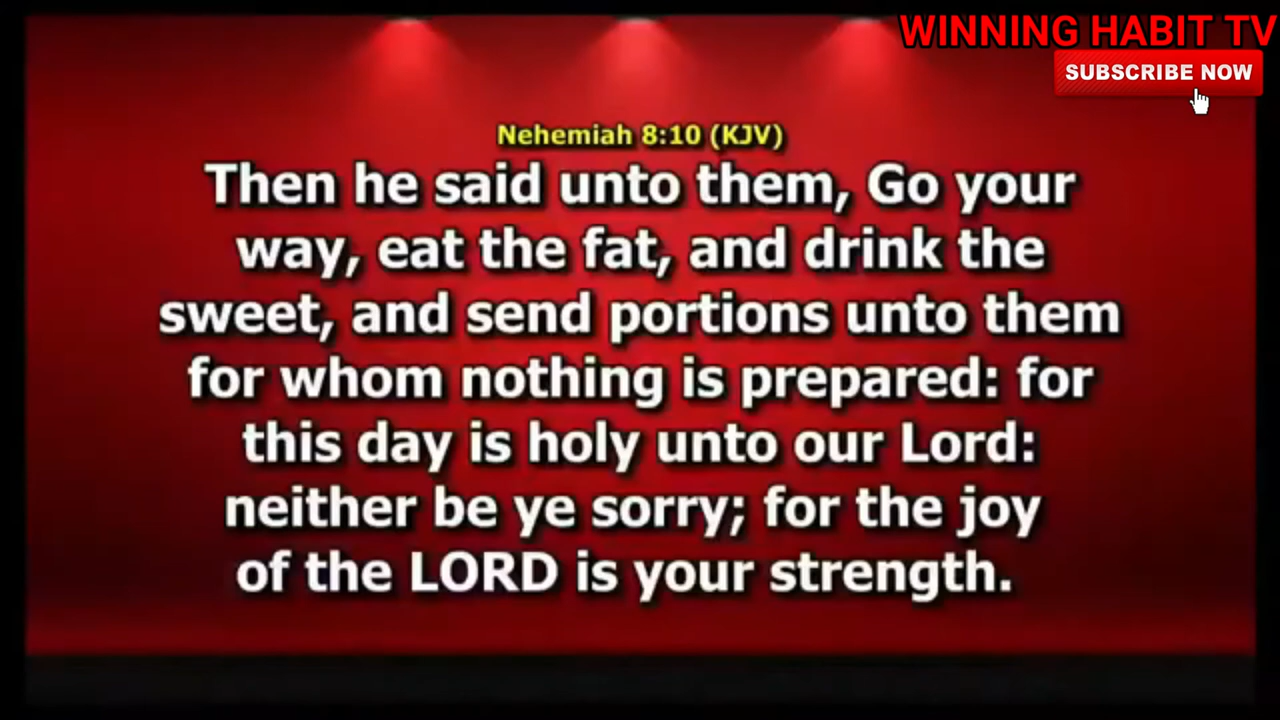 WINNING HABIT TV
SUBSCRIBE NOW
Nehemiah 8:10 (KJV)
Then he said unto them, Go your
way, eat the fat, and drink the
sweet, and send portions unto them
for whom nothing is prepared: for
this day is holy unto our Lord:
neither be ye sorry; for the joy
of the LORD is your strength.